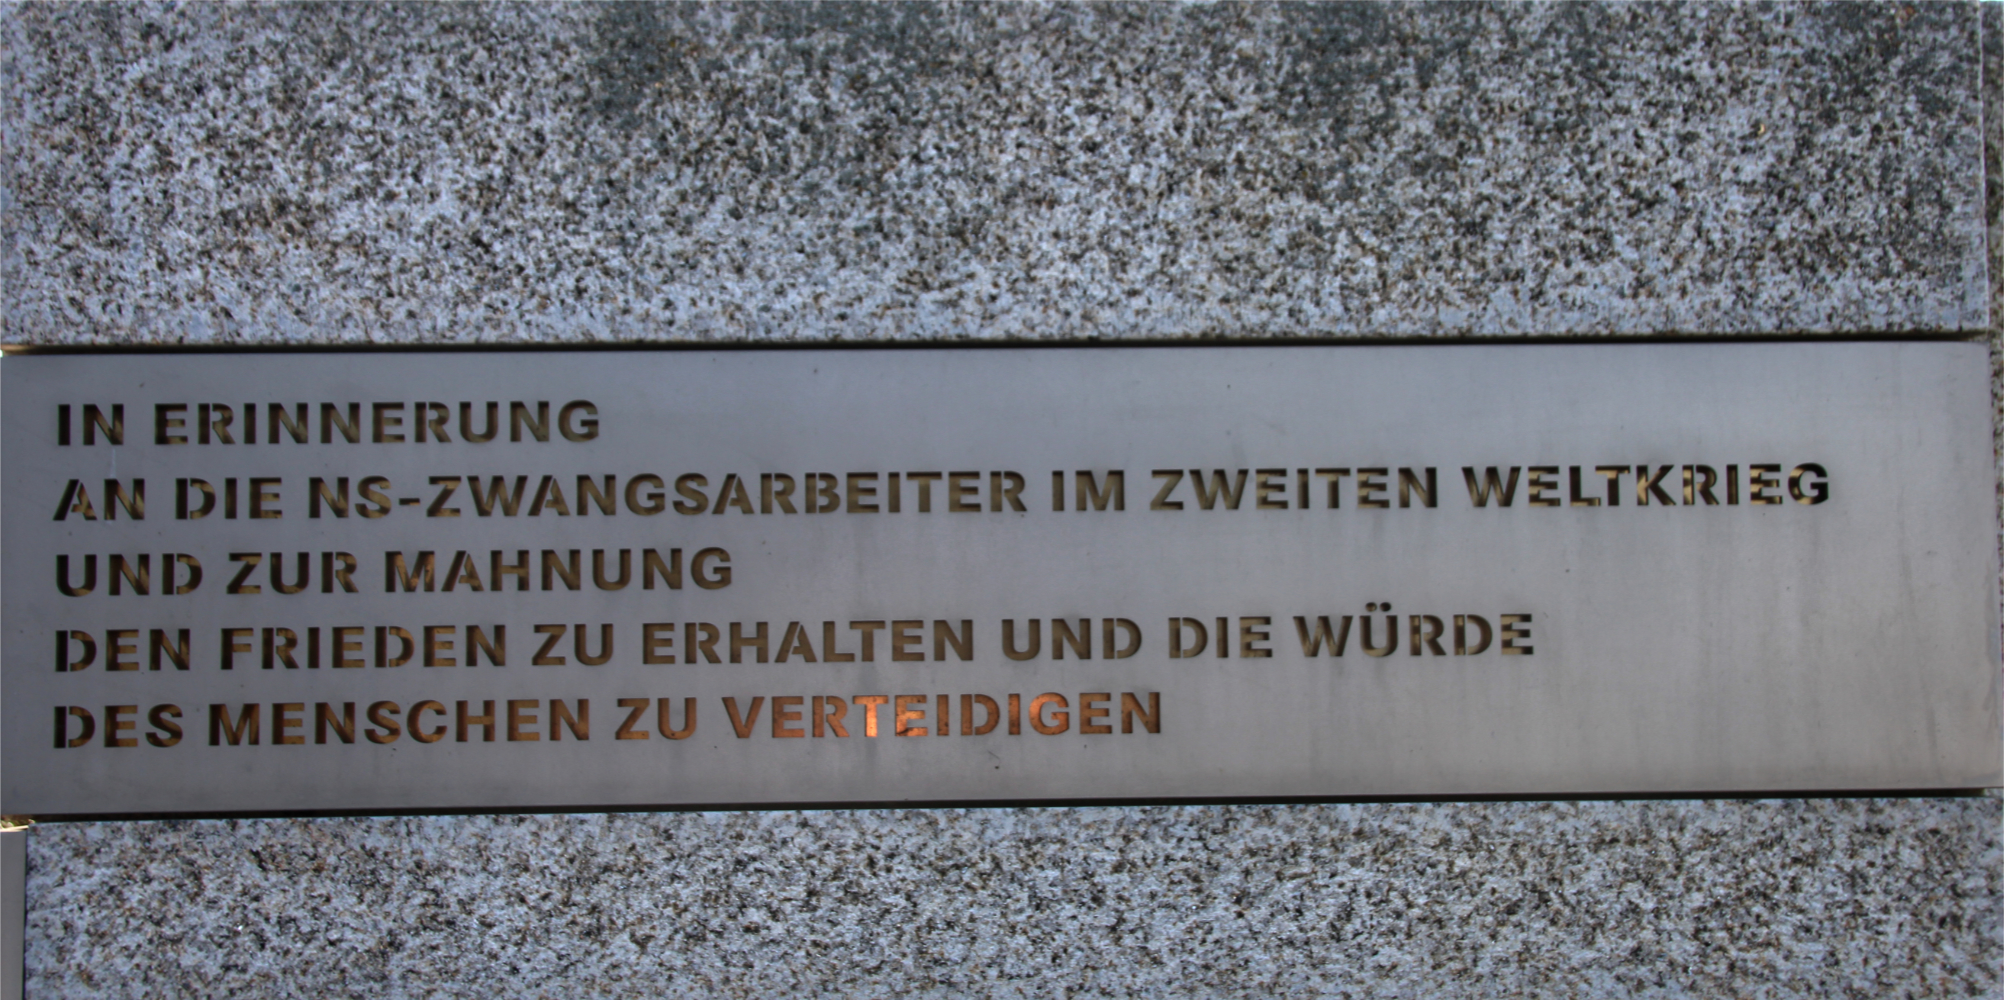 IN ERINNERUNG
AN DIE NS-ZWANGSARBEITER IM ZWEITEN WELTKRIEG
UND ZUR MAHNUNG
DEN FRIEDEN ZU ERHALTEN UND DIE WÜRDE
DES MENSCHEN ZU VERTEIDIGEN